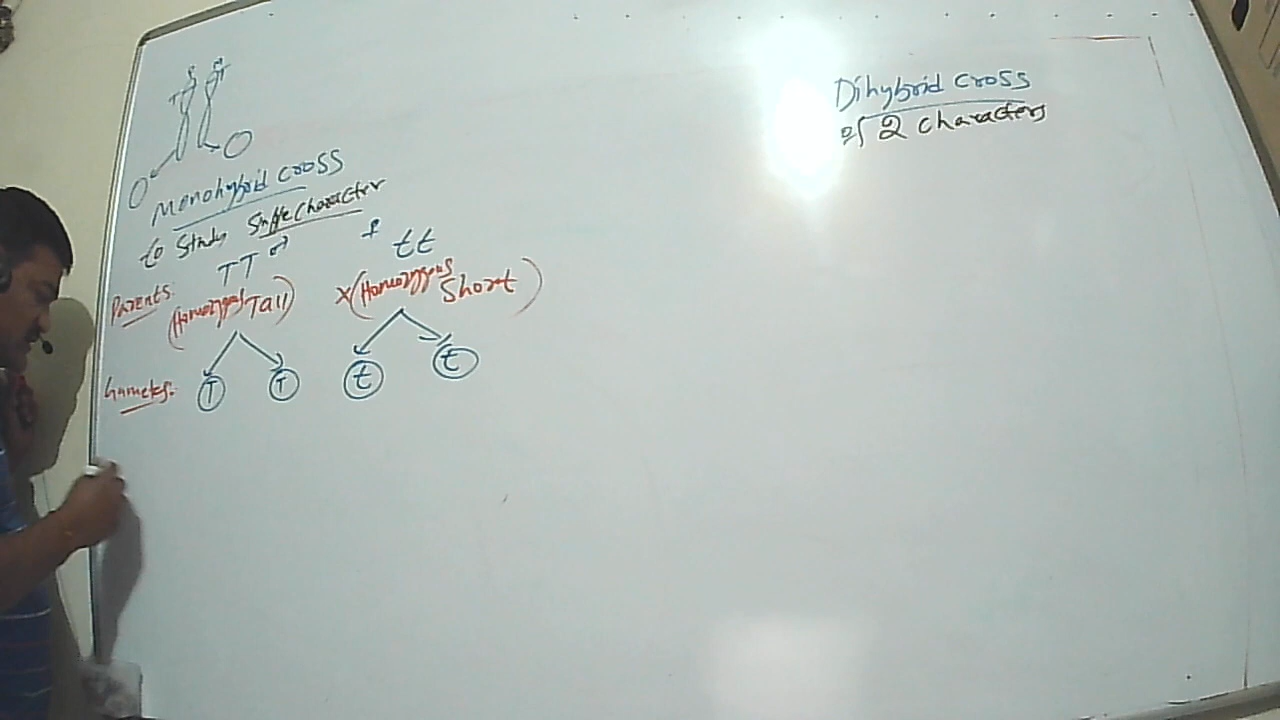 Monohybrid cross
to study single character
TT ♂ ♀ tt
Parents: (Homozygous Tall) x (Homozygous Short)
Gametes: T T t t
Dihybrid cross
of 2 characters